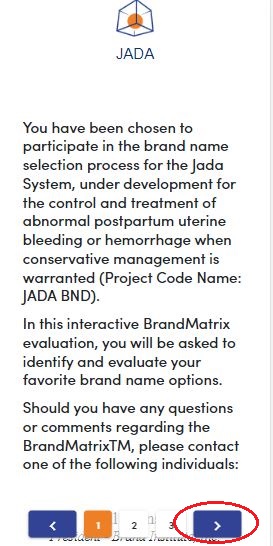 JADA
You have been chosen to
participate in the brand name
selection process for the Jada
System, under development for
the control and treatment of
abnormal postpartum uterine
bleeding or hemorrhage when
conservative management is
warranted (Project Code Name:
JADA BND).
In this interactive BrandMatrix
evaluation, you will be asked to
identify and evaluate your
favorite brand name options.
Should you have any questions
or comments regarding the
BrandMatrixTM, please contact
one of the following individuals:
< 1 2 3 >